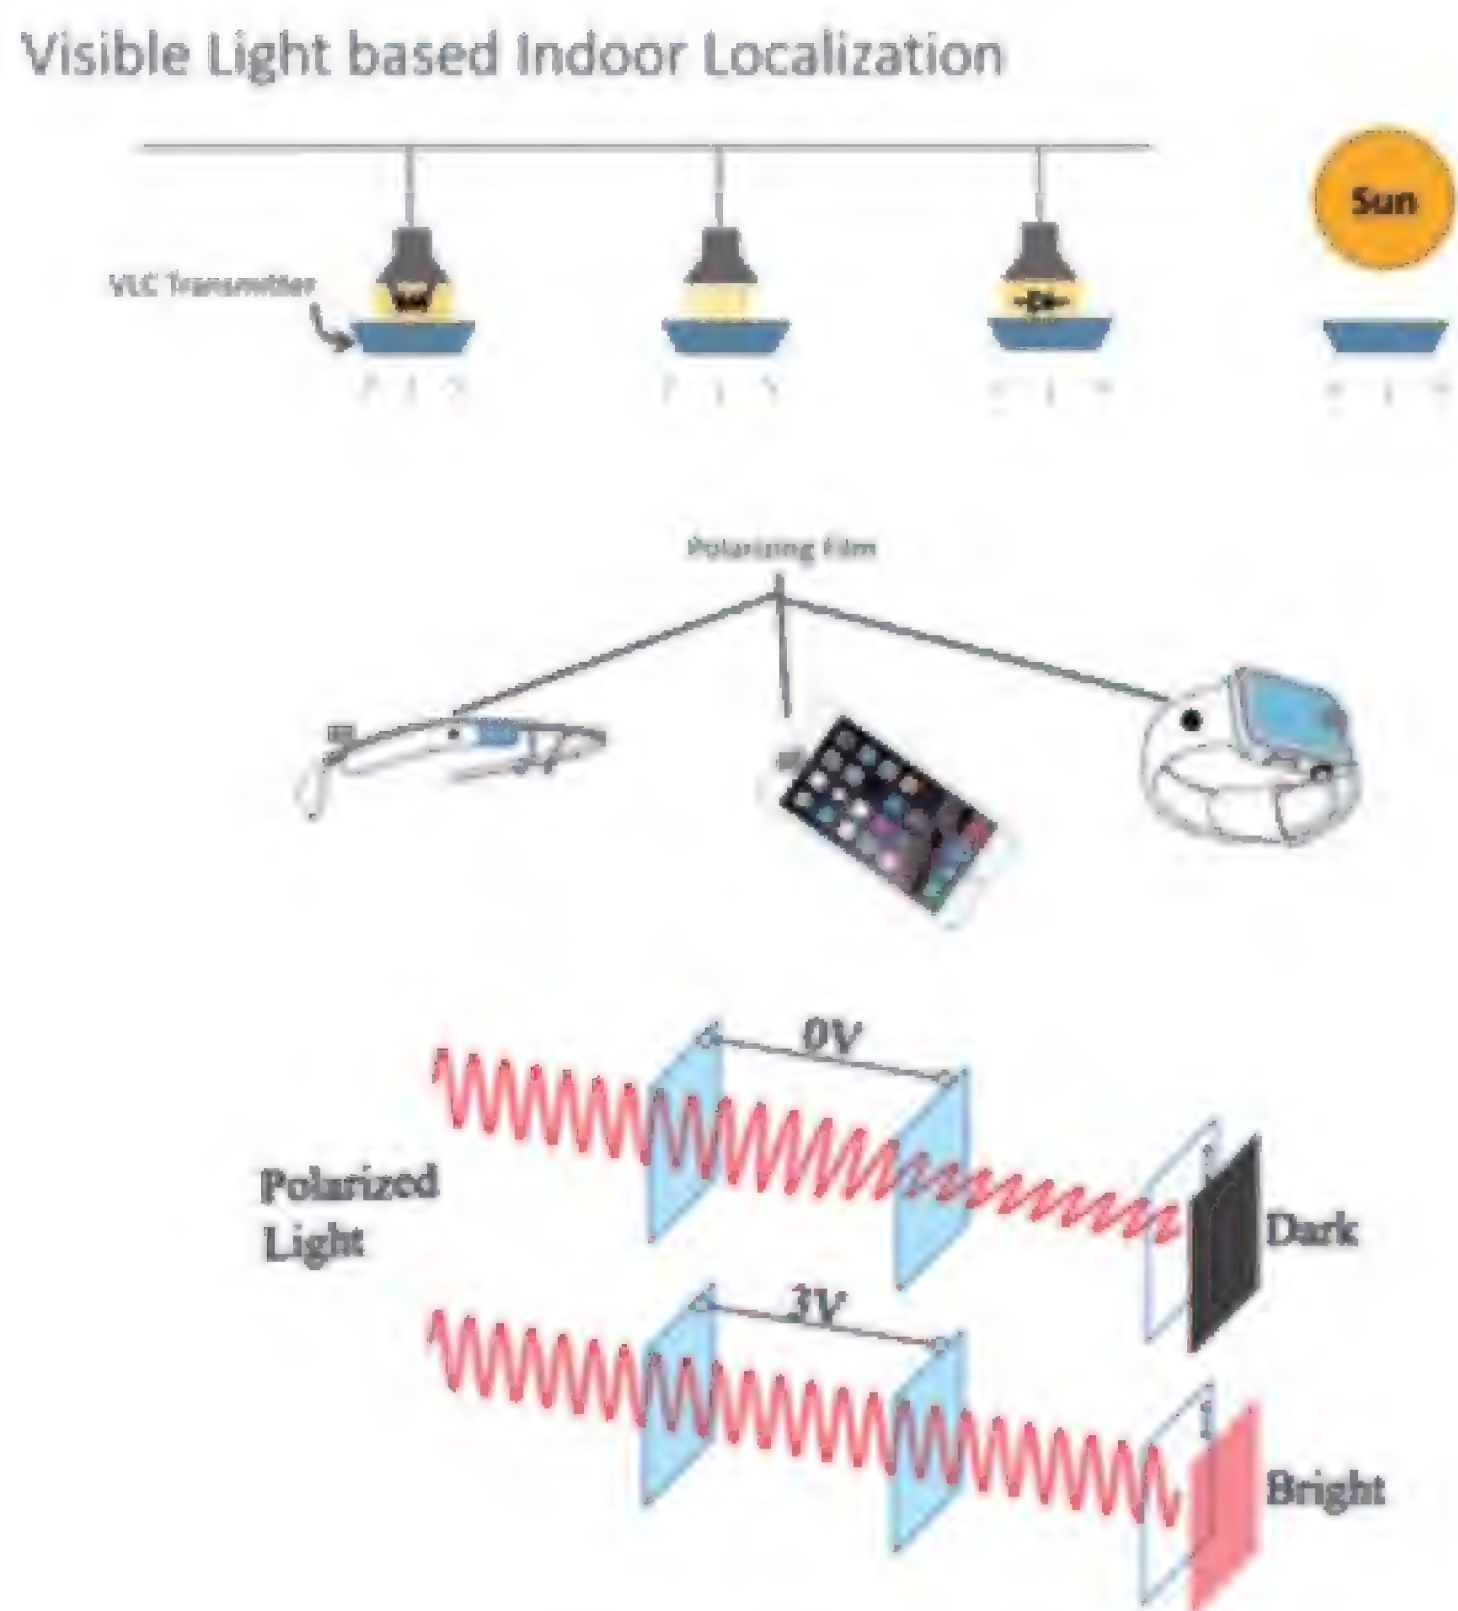 Visible Light based Indoor Localization
Sun
VLC Transmitter
Polarizing Film
0V
Polarized
Light
Dark
3V
Bright